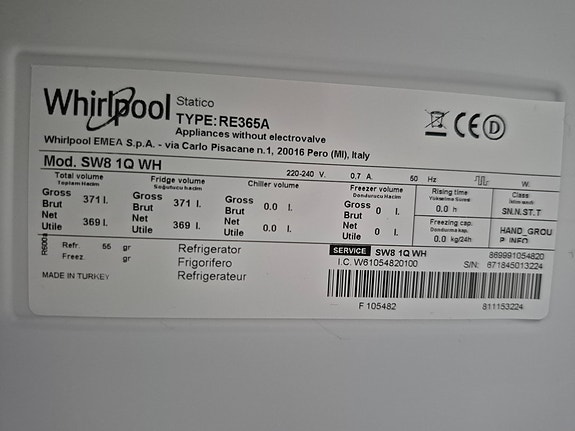 Whirlpool Statico
TYPE:RE365A
Appliances without electrovalve
Whirlpool EMEA S.p.A. - via Carlo Pisacane n.1, 20016 Pero (MI), Italy
Mod. SW8 1Q WH
220-240 V. 0,7 A. 50 Hz W.
Total volume
Toplam Hacim
Gross Brut 371 l.
Net Utile 369 l.
Fridge volume
Soğutucu hacim
Gross Brut 371 l.
Net Utile 369 l.
Chiller volume
Gross Brut 0.0 l.
Net Utile 0.0 l.
Freezer volume
Dondurucu Hacim
Gross Brut 0 l.
Net Utile 0 l.
Rising time
Yükselme Süresi
0.0 h
Freezing cap.
Dondurma kap.
0.0 kg/24h
Class
SN.N.ST.T
HAND_GROU
P_INFO
R600a
Refr. 55 gr
Freez. gr
MADE IN TURKEY
Refrigerator
Frigorifero
Refrigerateur
SERVICE SW8 1Q WH 869991054820
I.C. W61054820100 S/N: 671845013224
F 105482 811153224